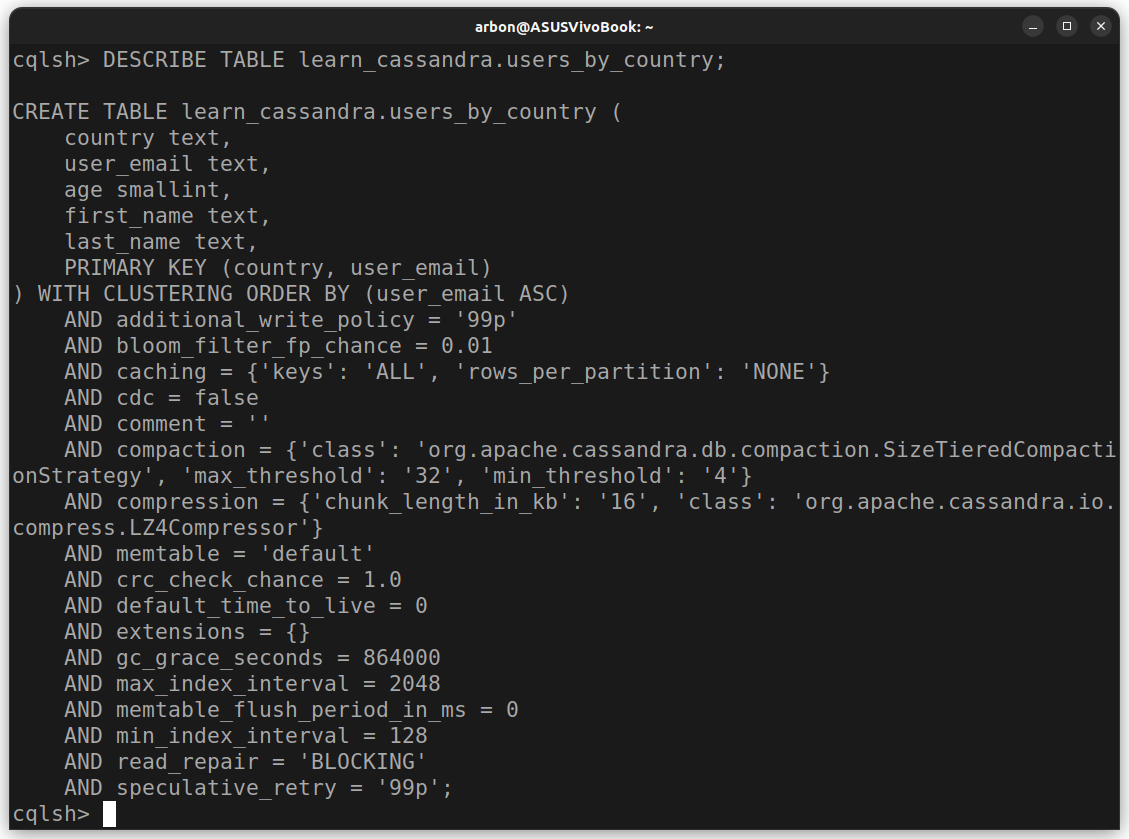 arbon@ASUSVivoBook: ~
cqlsh> DESCRIBE TABLE learn_cassandra.users_by_country;
CREATE TABLE learn_cassandra.users_by_country (
    country text,
    user_email text,
    age smallint,
    first_name text,
    last_name text,
    PRIMARY KEY (country, user_email)
) WITH CLUSTERING ORDER BY (user_email ASC)
    AND additional_write_policy = '99p'
    AND bloom_filter_fp_chance = 0.01
    AND caching = {'keys': 'ALL', 'rows_per_partition': 'NONE'}
    AND cdc = false
    AND comment = ''
    AND compaction = {'class': 'org.apache.cassandra.db.compaction.SizeTieredCompacti
onStrategy', 'max_threshold': '32', 'min_threshold': '4'}
    AND compression = {'chunk_length_in_kb': '16', 'class': 'org.apache.cassandra.io.
compress.LZ4Compressor'}
    AND memtable = 'default'
    AND crc_check_chance = 1.0
    AND default_time_to_live = 0
    AND extensions = {}
    AND gc_grace_seconds = 864000
    AND max_index_interval = 2048
    AND memtable_flush_period_in_ms = 0
    AND min_index_interval = 128
    AND read_repair = 'BLOCKING'
    AND speculative_retry = '99p';
cqlsh>